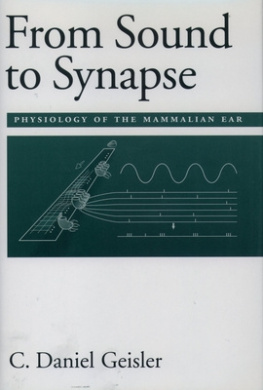 From Sound
to Synapse
PHYSIOLOGY OF THE MAMMALIAN EAR
C. Daniel Geisler